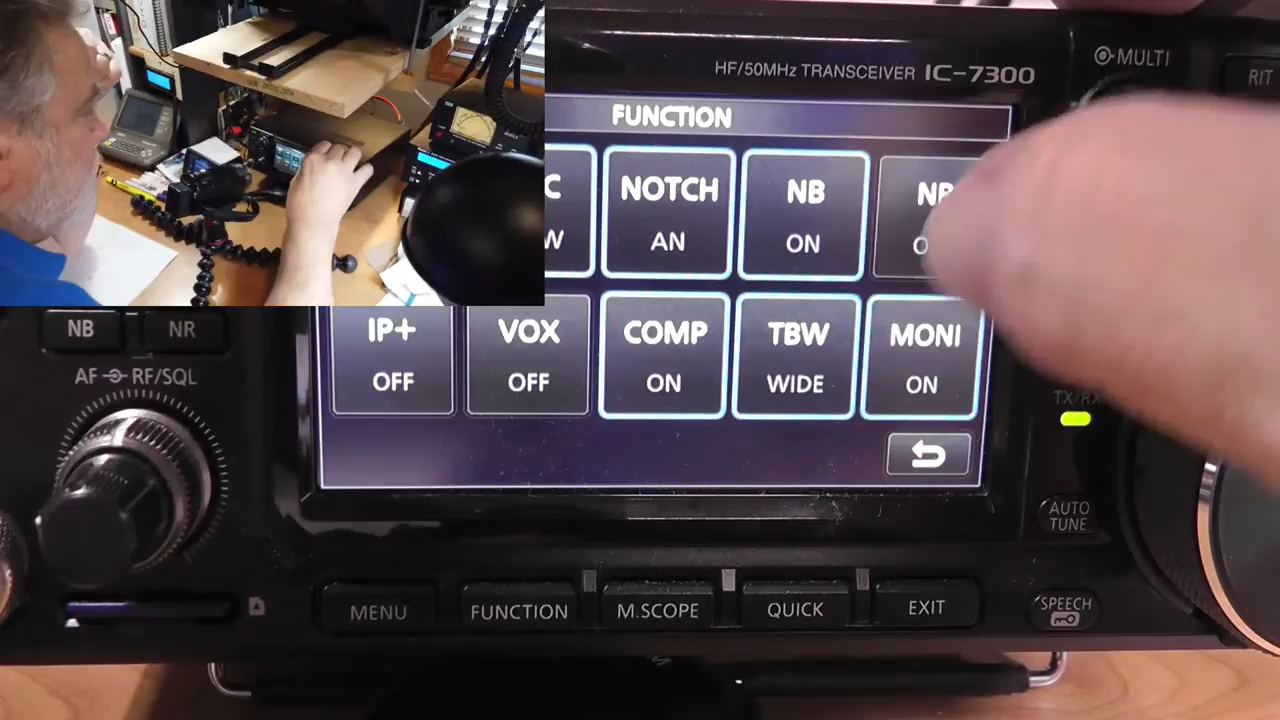 HF/50MHz TRANSCEIVER IC-7300
MULTI
RIT
FUNCTION
NOTCH NB
AN ON
NB NR
IP+ VOX COMP TBW MONI
OFF OFF ON WIDE ON
AF RF/SQL
TX/RX
AUTO
TUNE
MENU FUNCTION M.SCOPE QUICK EXIT
SPEECH